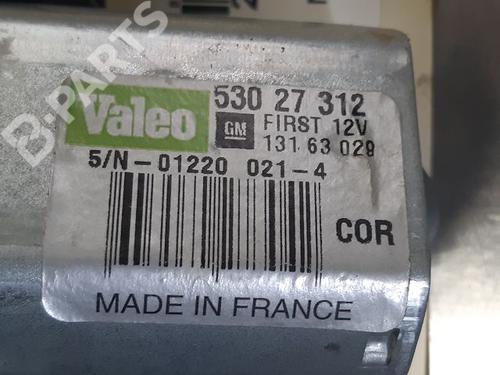 B-PARTS
Valeo
530 27 312
GM
FIRST 12V
131 63 029
S/N-01220 021-4
COR
MADE IN FRANCE